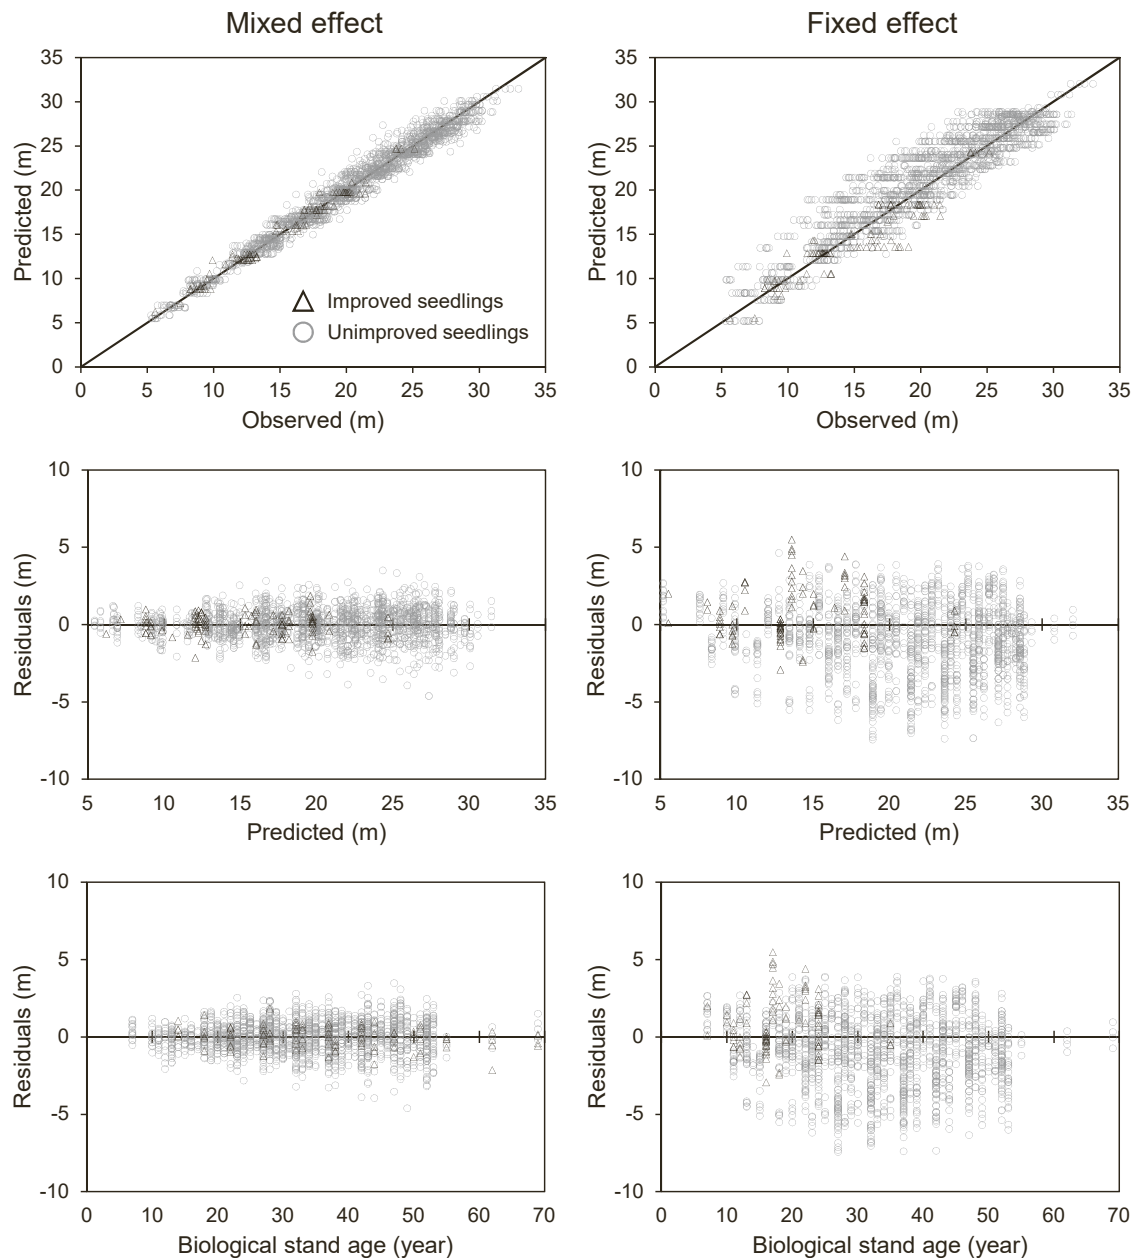 Mixed effect
35
30
25
20
15
10
5
0
Predicted (m)
0 5 10 15 20 25 30 35
Observed (m)
Improved seedlings
Unimproved seedlings
Fixed effect
35
30
25
20
15
10
5
0
Predicted (m)
0 5 10 15 20 25 30 35
Observed (m)
10
5
0
-5
-10
Residuals (m)
5 10 15 20 25 30 35
Predicted (m)
10
5
0
-5
-10
Residuals (m)
5 10 15 20 25 30 35
Predicted (m)
10
5
0
-5
-10
Residuals (m)
0 10 20 30 40 50 60 70
Biological stand age (year)
10
5
0
-5
-10
Residuals (m)
0 10 20 30 40 50 60 70
Biological stand age (year)